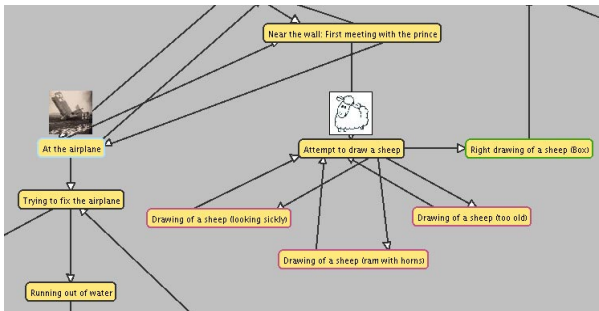 Near the wall: First meeting with the prince
At the airplane
Attempt to draw a sheep
Right drawing of a sheep (Box)
Trying to fix the airplane
Drawing of a sheep (looking sickly)
Drawing of a sheep (too old)
Drawing of a sheep (ram with horns)
Running out of water